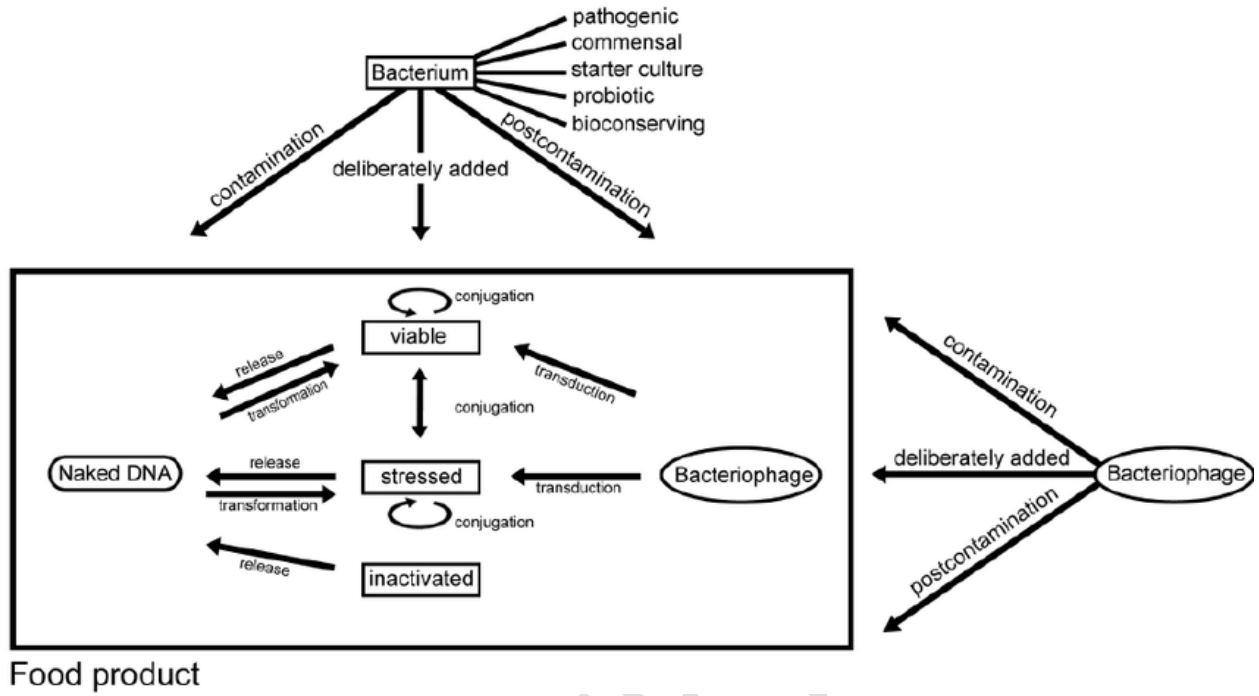 pathogenic
commensal
Bacterium
starter culture
probiotic
bioconserving
contamination
deliberately added
postcontamination
conjugation
viable
release
transformation
transduction
conjugation
contamination
Naked DNA
release
transformation
stressed
transduction
Bacteriophage
deliberately added
Bacteriophage
conjugation
postcontamination
release
inactivated
Food product